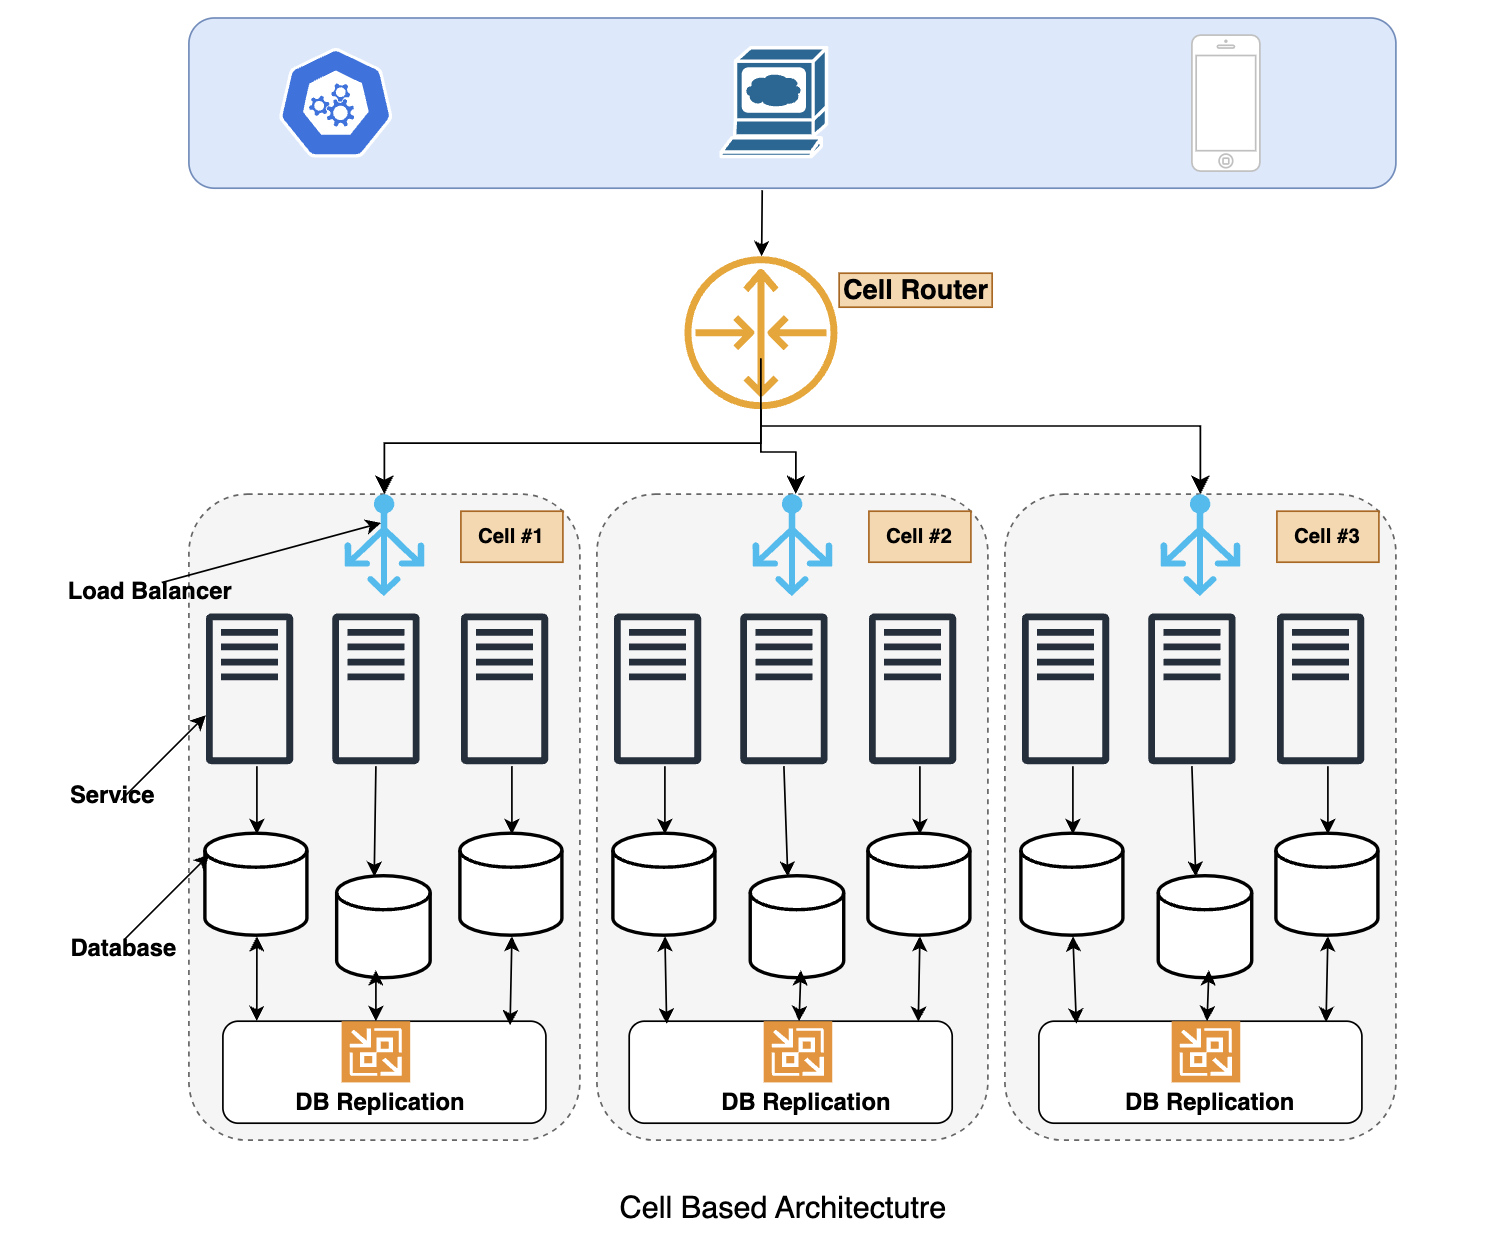 Cell Router
Cell #1
Cell #2
Cell #3
Load Balancer
Service
Database
DB Replication
DB Replication
DB Replication
Cell Based Architectutre